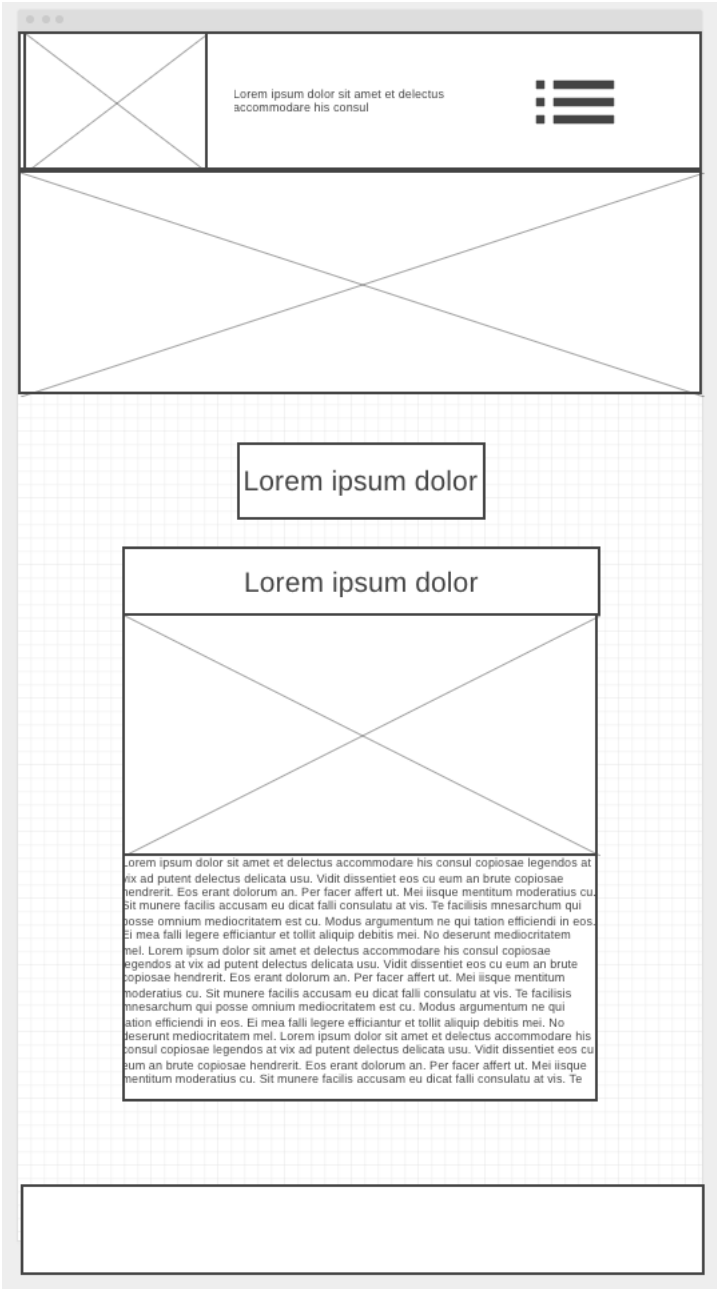 Lorem ipsum dolor sit amet et delectus
accommodare his consul
Lorem ipsum dolor
Lorem ipsum dolor
Lorem ipsum dolor sit amet et delectus accommodare his consul copiosae legendos at
vix ad putent delectus delicata usu. Vidit dissentiet eos cu eum an brute copiosae
hendrerit. Eos erant dolorum an. Per facer affert ut. Mei iisque mentitum moderatius cu.
Sit munere facilis accusam eu dicat falli consulatu at vis. Te facilisis mnesarchum qui
posse omnium mediocritatem est cu. Modus argumentum ne qui tation efficiendi in eos.
Ei mea falli legere efficiantur et tollit aliquip debitis mei. No deserunt mediocritatem
mel. Lorem ipsum dolor sit amet et delectus accommodare his consul copiosae
legendos at vix ad putent delectus delicata usu. Vidit dissentiet eos cu eum an brute
copiosae hendrerit. Eos erant dolorum an. Per facer affert ut. Mei iisque mentitum
moderatius cu. Sit munere facilis accusam eu dicat falli consulatu at vis. Te facilisis
mnesarchum qui posse omnium mediocritatem est cu. Modus argumentum ne qui
tation efficiendi in eos. Ei mea falli legere efficiantur et tollit aliquip debitis mei. No
deserunt mediocritatem mel. Lorem ipsum dolor sit amet et delectus accommodare his
consul copiosae legendos at vix ad putent delectus delicata usu. Vidit dissentiet eos cu
eum an brute copiosae hendrerit. Eos erant dolorum an. Per facer affert ut. Mei iisque
mentitum moderatius cu. Sit munere facilis accusam eu dicat falli consulatu at vis. Te